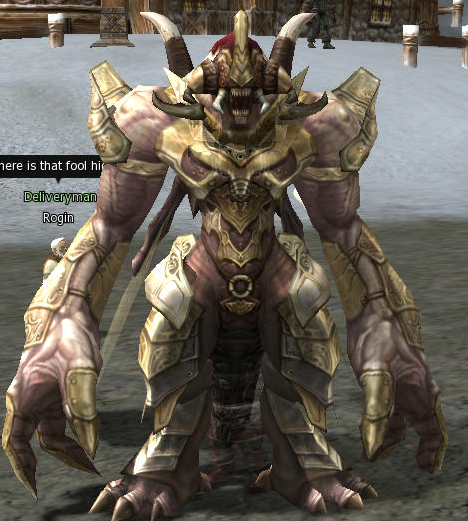 here is that fool
Deliveryman
Rogin